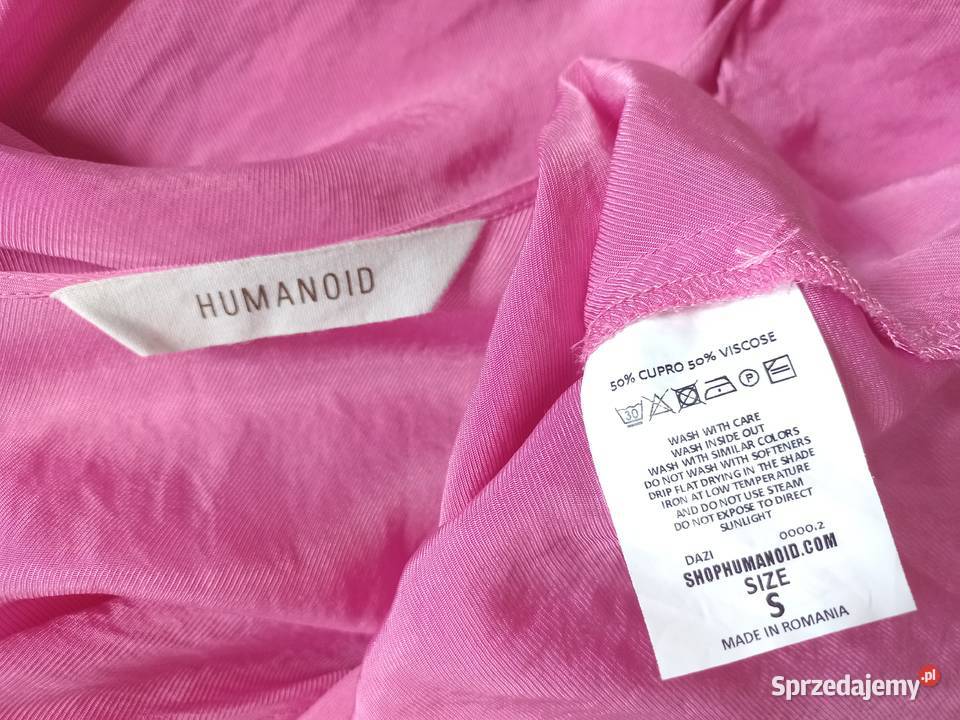 HUMANOID
50% CUPRO 50% VISCOSE
30 P
WASH WITH CARE
WASH INSIDE OUT
WASH WITH SIMILAR COLORS
DO NOT WASH WITH SOFTENERS
DRIP FLAT DRYING IN THE SHADE
IRON AT LOW TEMPERATURE
AND DO NOT USE STEAM
DO NOT EXPOSE TO DIRECT
SUNLIGHT
DAZI 0000.2
SHOPHUMANOID.COM
SIZE
S
MADE IN ROMANIA
Sprzedajemy.pl